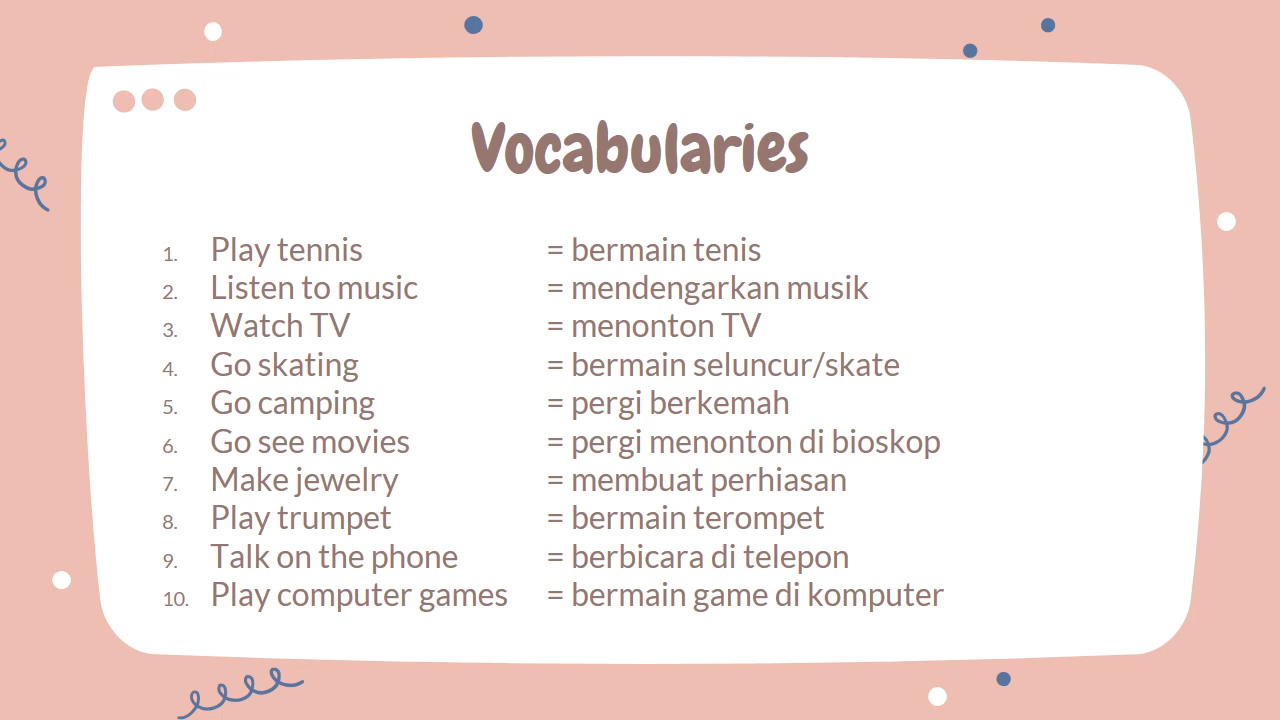 Vocabularies
1. Play tennis = bermain tenis
2. Listen to music = mendengarkan musik
3. Watch TV = menonton TV
4. Go skating = bermain seluncur/skate
5. Go camping = pergi berkemah
6. Go see movies = pergi menonton di bioskop
7. Make jewelry = membuat perhiasan
8. Play trumpet = bermain terompet
9. Talk on the phone = berbicara di telepon
10. Play computer games = bermain game di komputer